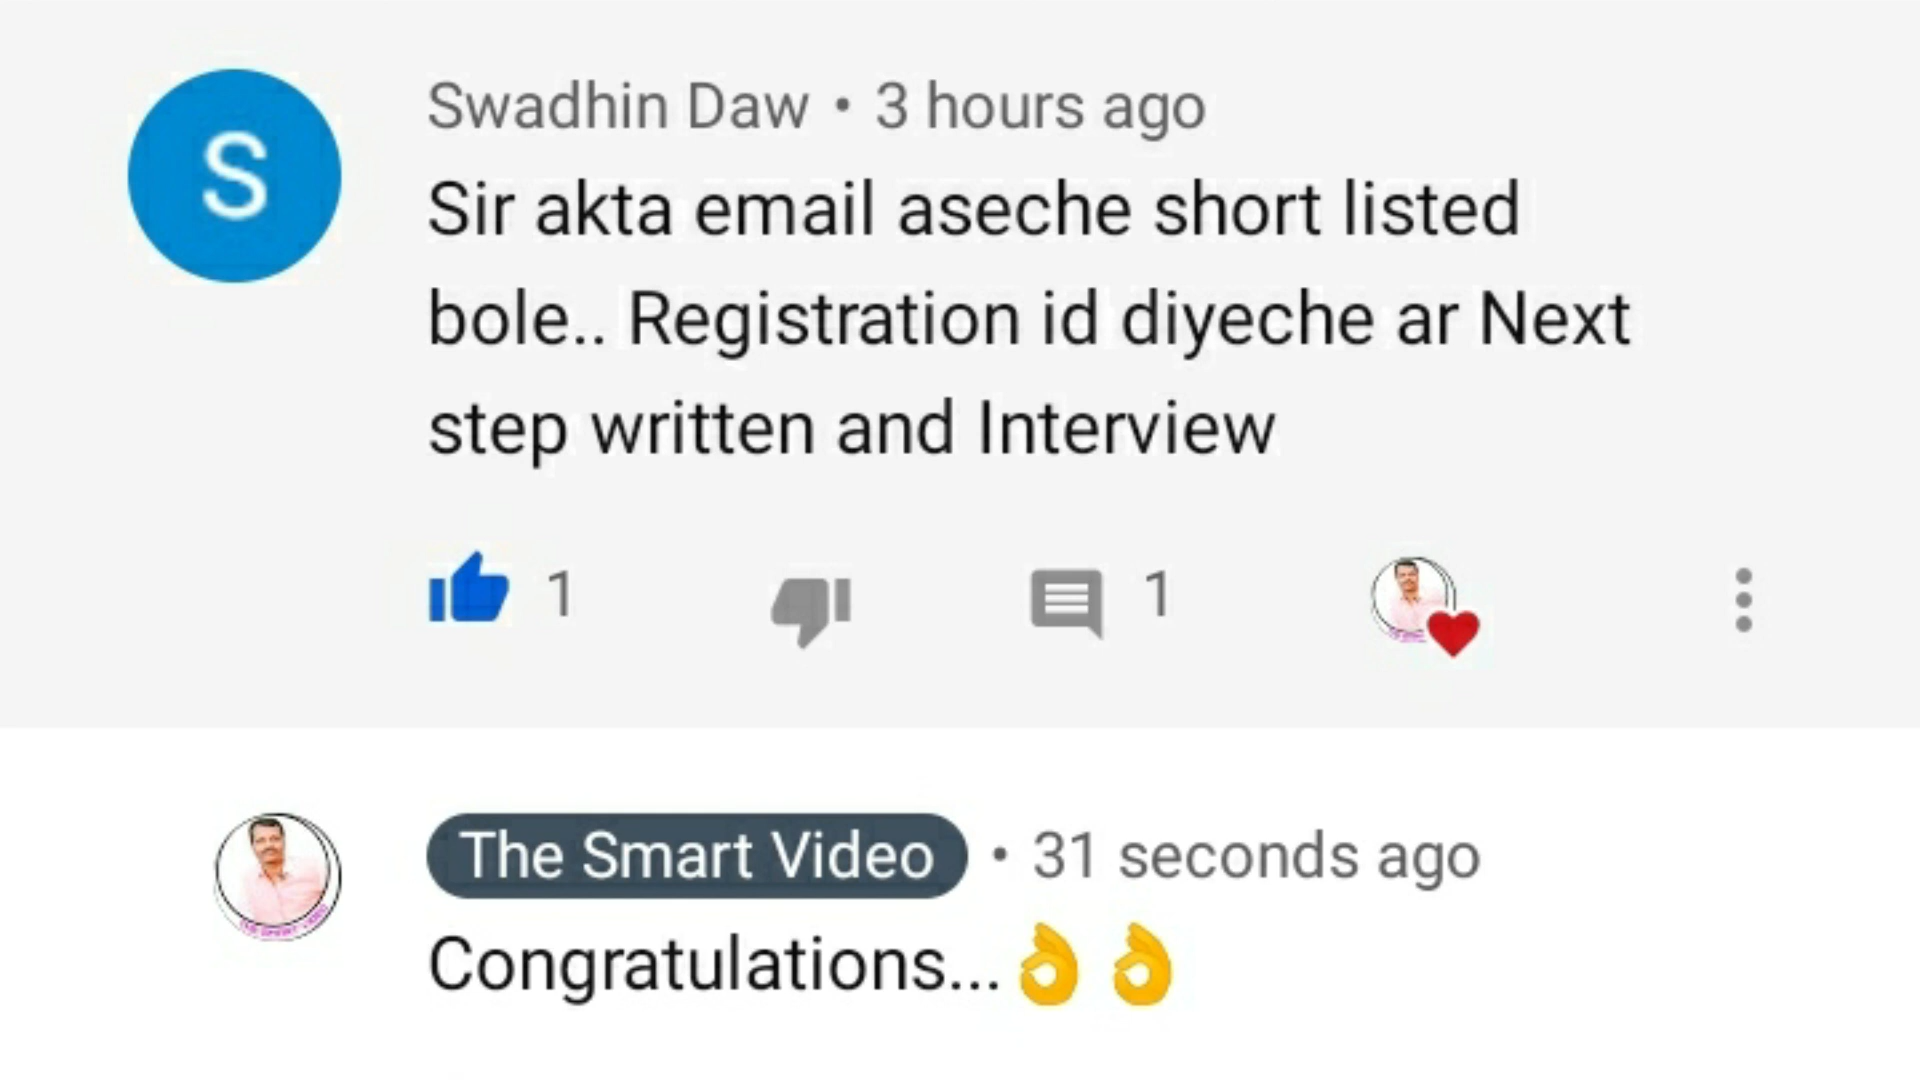 S
Swadhin Daw • 3 hours ago
Sir akta email aseche short listed
bole.. Registration id diyeche ar Next
step written and Interview
1
1
The Smart Video • 31 seconds ago
Congratulations...👌👌